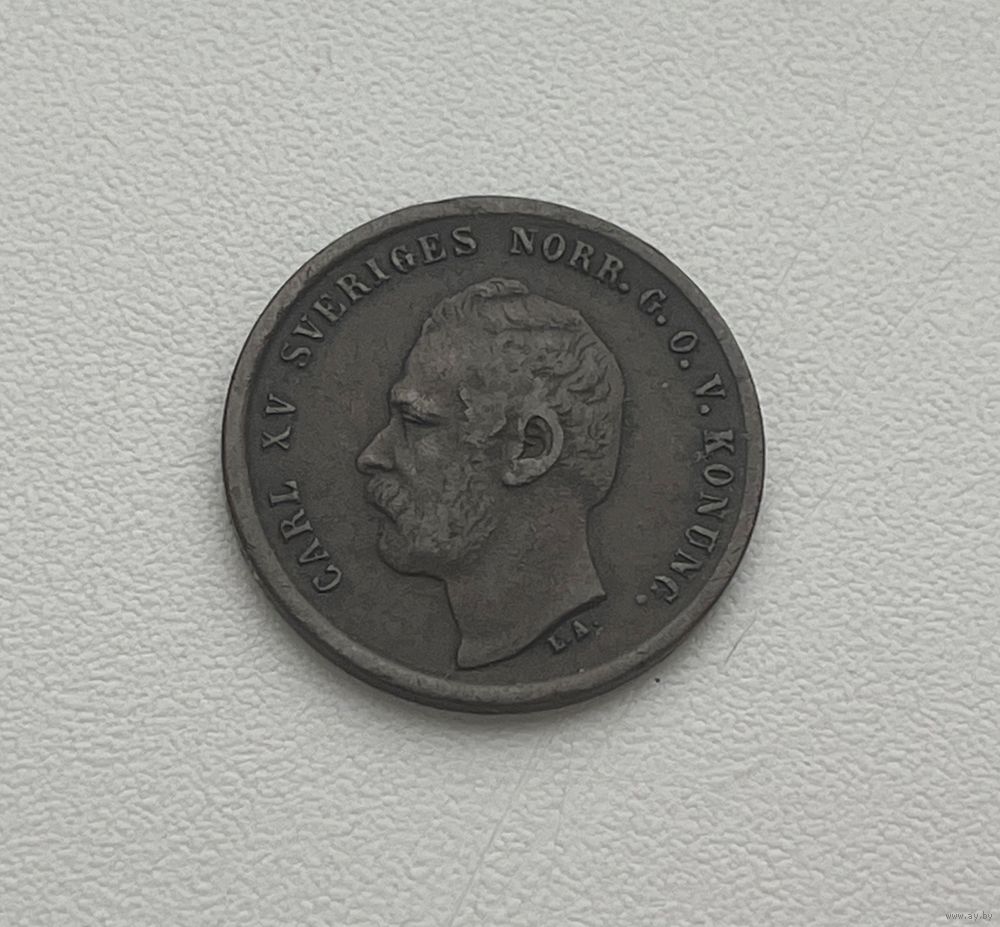 CARL XV SVERIGES NORR. G. O. V. KONUNG.
L.A.
www.ay.by